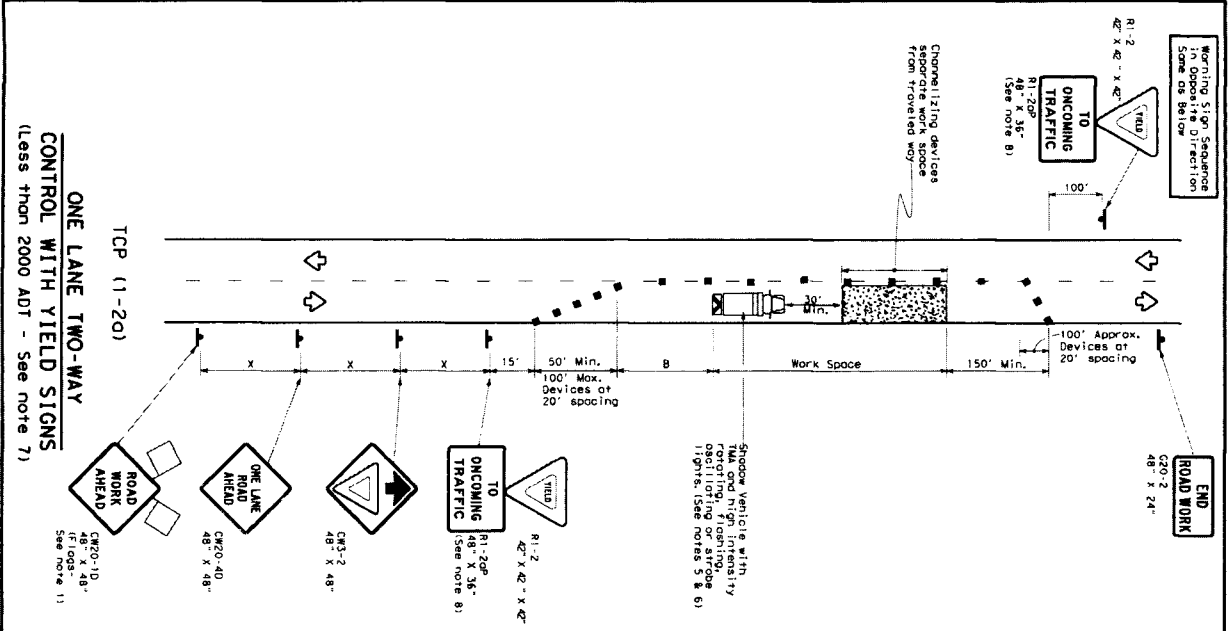 Warning Sign Sequence
in Opposite Direction
Same as Below
R1-2
42" X 42" X 42"
YIELD
TO
ONCOMING
TRAFFIC
R1-2aP
48" X 36"
(See note 8)
100'
Channelizing devices
separate work space
from traveled way
30'
Min.
END
ROAD WORK
G20-2
48" X 24"
100' Approx.
Devices at
20' spacing
150' Min.
Work Space
B
50' Min.
100' Max.
Devices at
20' spacing
15'
X
X
X
Shadow Vehicle with
TMA and high intensity
rotating, flashing,
oscillating or strobe
lights. (See notes 5 & 6)
R1-2
42" X 42" X 42"
YIELD
TO
ONCOMING
TRAFFIC
R1-2aP
48" X 36"
(See note 8)
CW3-2
48" X 48"
YIELD
ONE LANE
ROAD
AHEAD
CW20-4D
48" X 48"
ROAD
WORK
AHEAD
CW20-1D
48" X 48"
(Flags-
See note 1)
TCP (1-2a)
ONE LANE TWO-WAY
CONTROL WITH YIELD SIGNS
(Less than 2000 ADT - See note 7)